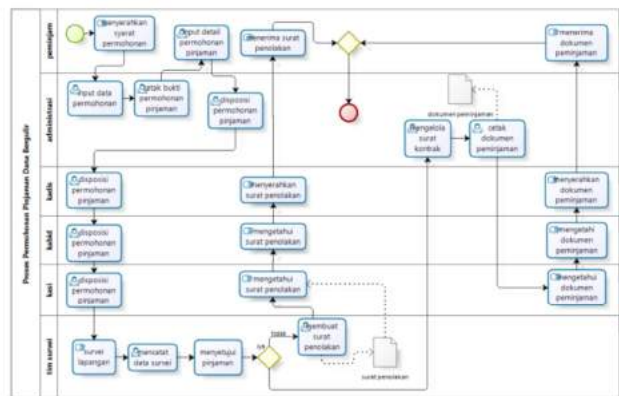 Proses Permohonan Pinjaman Dana Bergulir
peminjam
menyerahkan
syarat
permohonan
input detail
permohonan
pinjaman
menerima surat
penolakan
menerima
dokumen
peminjaman
administrasi
input data
permohonan
cetak bukti
permohonan
pinjaman
disposisi
permohonan
pinjaman
dokumen peminjaman
mengelola
surat
kontrak
cetak
dokumen
peminjaman
kadis
disposisi
permohonan
pinjaman
menyerahkan
surat penolakan
menyerahkan
dokumen
peminjaman
kabid
disposisi
permohonan
pinjaman
mengetahui
surat penolakan
mengetahi
dokumen
peminjaman
kasi
disposisi
permohonan
pinjaman
mengetahui
surat penolakan
mengetahui
dokumen
peminjaman
tim survei
survei
lapangan
mencatat
data survei
menyetujui
pinjaman
tidak
iya
membuat
surat
penolakan
surat penolakan